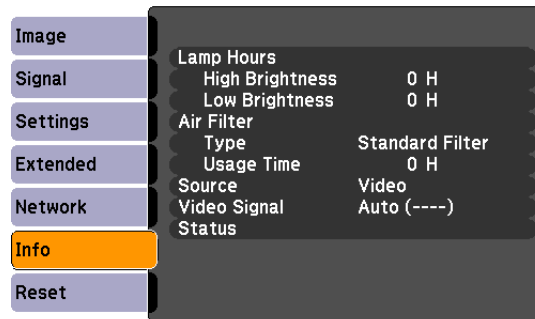 Image
Signal
Settings
Extended
Network
Info
Reset
Lamp Hours
High Brightness 0 H
Low Brightness 0 H
Air Filter
Type Standard Filter
Usage Time 0 H
Source Video
Video Signal Auto (----)
Status